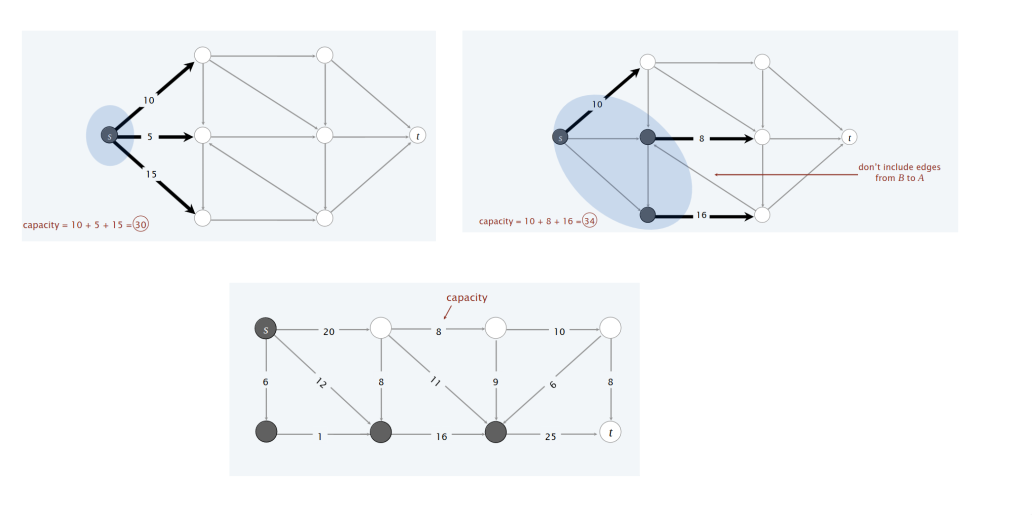 10
s
5
t
15
capacity = 10 + 5 + 15 = 30
10
s
8
t
don't include edges
from B to A
16
capacity = 10 + 8 + 16 = 34
capacity
s
20
8
10
6
12
8
11
9
6
8
1
16
25
t